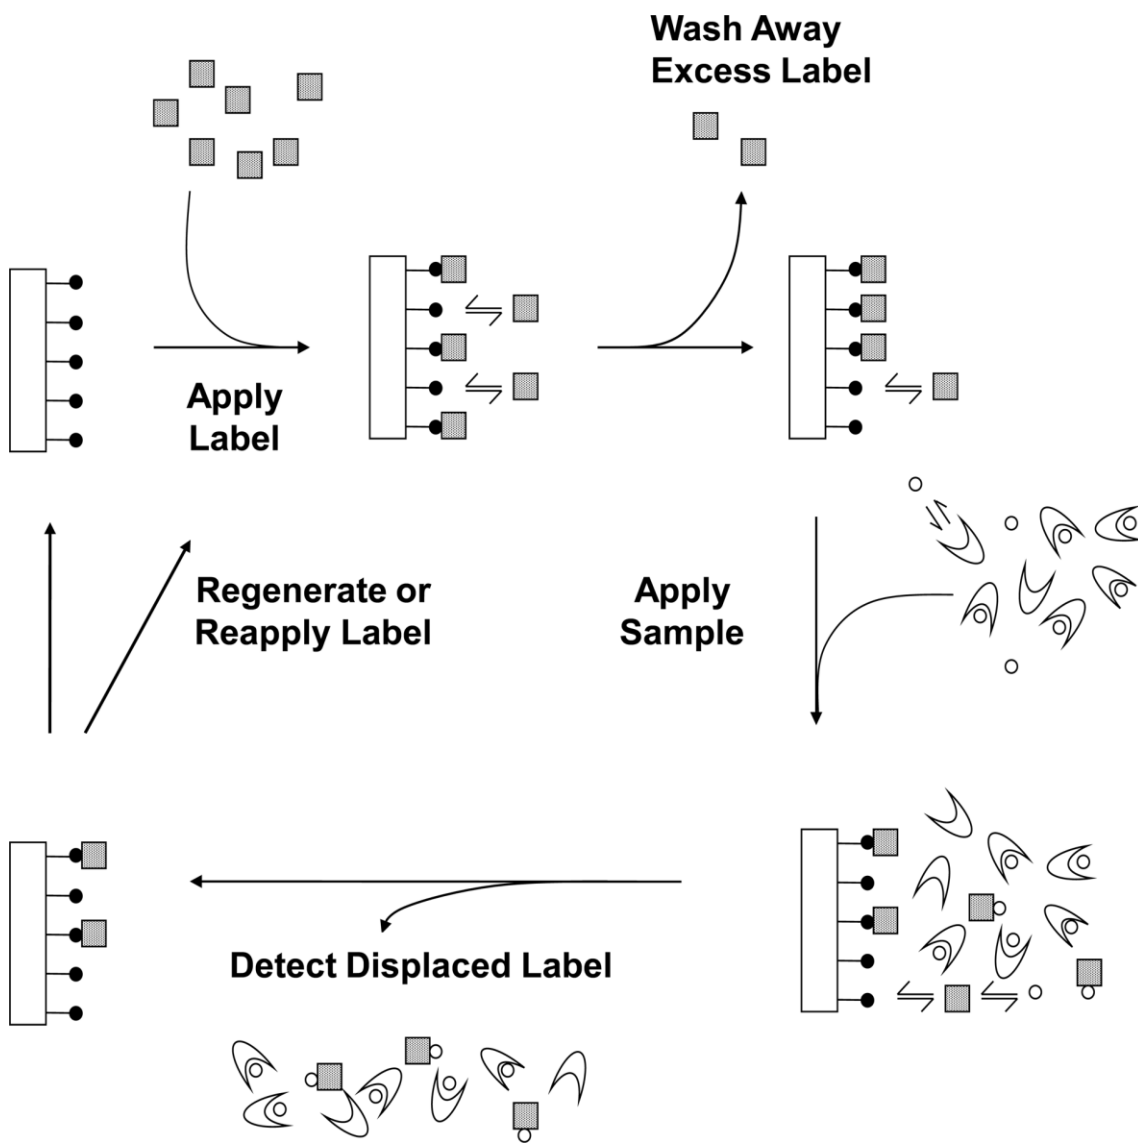 Wash Away
Excess Label
Apply
Label
Regenerate or
Reapply Label
Apply
Sample
Detect Displaced Label